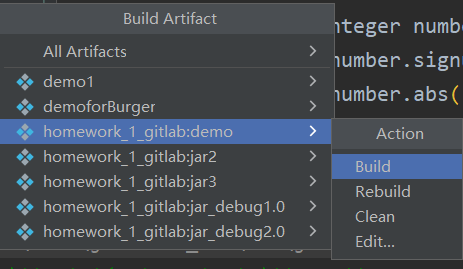 Build Artifact
All Artifacts
demo1
demoforBurger
homework_1_gitlab:demo
homework_1_gitlab:jar2
homework_1_gitlab:jar3
homework_1_gitlab:jar_debug1.0
homework_1_gitlab:jar_debug2.0
nteger numbe
number.sign
number.abs(
Action
Build
Rebuild
Clean
Edit...